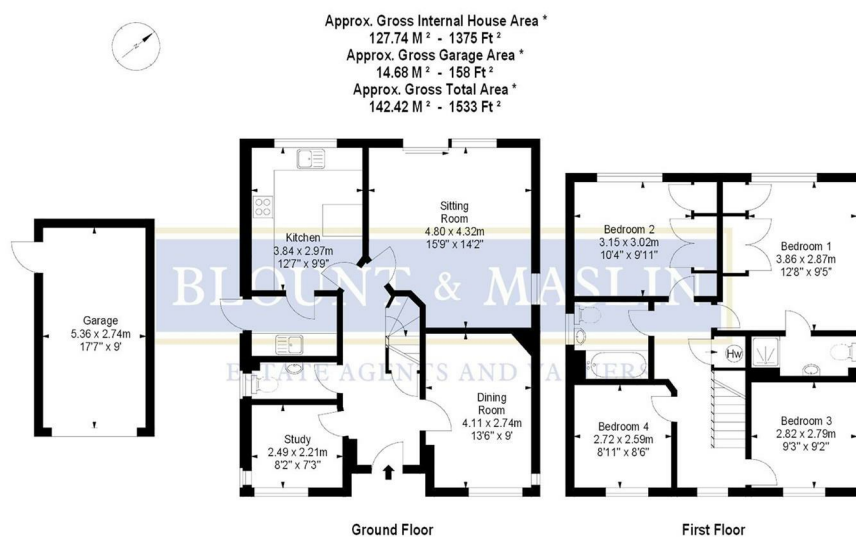 Approx. Gross Internal House Area *
127.74 M² - 1375 Ft²
Approx. Gross Garage Area *
14.68 M² - 158 Ft²
Approx. Gross Total Area *
142.42 M² - 1533 Ft²
Kitchen
3.84 x 2.97m
12'7" x 9'9"
Sitting
Room
4.80 x 4.32m
15'9" x 14'2"
Bedroom 2
3.15 x 3.02m
10'4" x 9'11"
Bedroom 1
3.86 x 2.87m
12'8" x 9'5"
BLOUNT & MASLIN
ESTATE AGENTS AND VALUERS
Garage
5.36 x 2.74m
17'7" x 9'
Hw
Dining
Room
4.11 x 2.74m
13'6" x 9'
Study
2.49 x 2.21m
8'2" x 7'3"
Bedroom 4
2.72 x 2.59m
8'11" x 8'6"
Bedroom 3
2.82 x 2.79m
9'3" x 9'2"
Ground Floor
First Floor